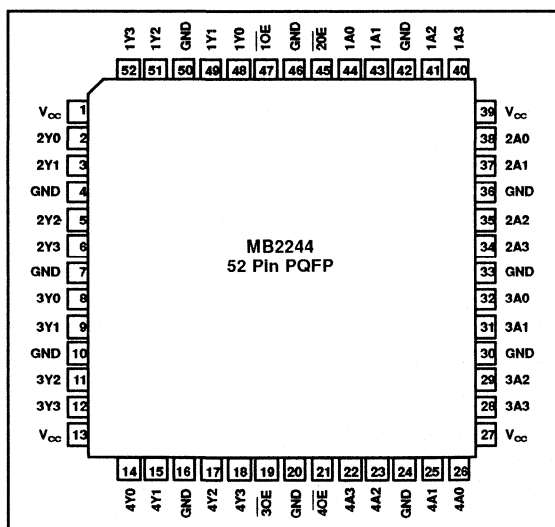 1Y3 1Y2 GND 1Y1 1Y0 1OE GND 2OE 1A0 1A1 GND 1A2 1A3
52 51 50 49 48 47 46 45 44 43 42 41 40
VCC 1 39 VCC
2Y0 2 38 2A0
2Y1 3 37 2A1
GND 4 36 GND
2Y2 5 35 2A2
2Y3 6 34 2A3
MB2244
52 Pin PQFP
GND 7 33 GND
3Y0 8 32 3A0
3Y1 9 31 3A1
GND 10 30 GND
3Y2 11 29 3A2
3Y3 12 28 3A3
VCC 13 27 VCC
14 15 16 17 18 19 20 21 22 23 24 25 26
4Y0 4Y1 GND 4Y2 4Y3 3OE GND 4OE 4A3 4A2 GND 4A1 4A0